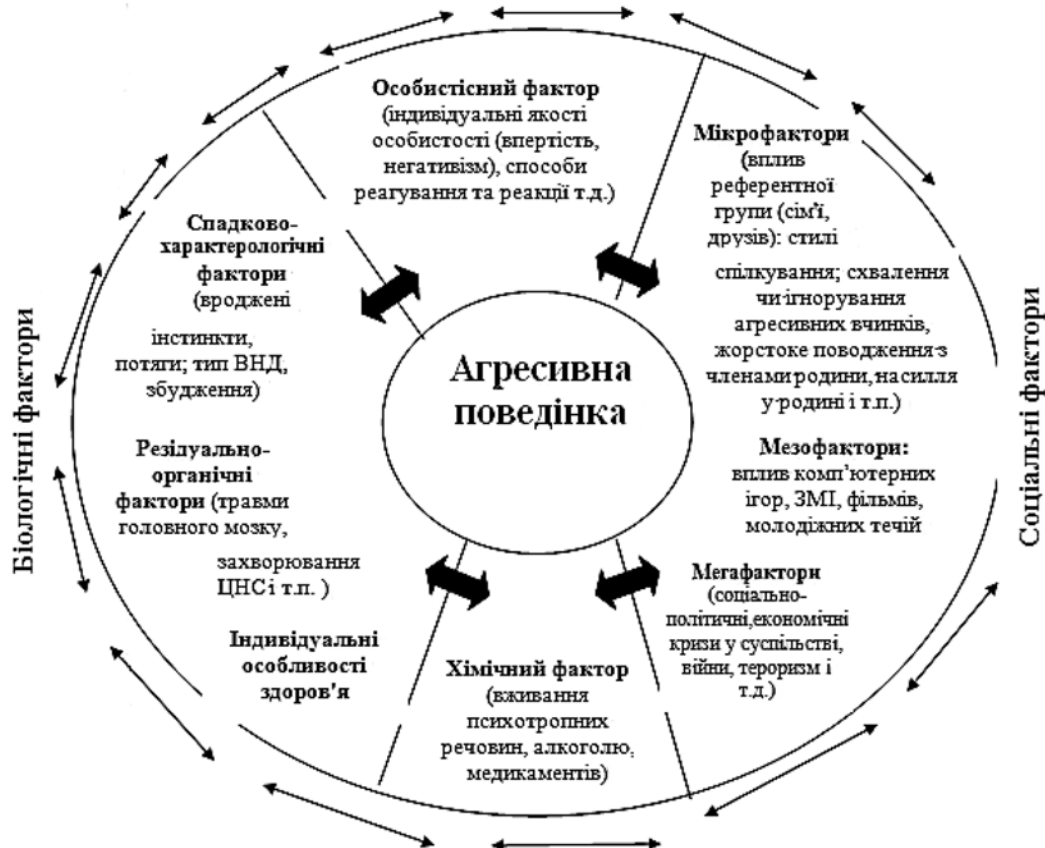 Особистісний фактор
(індивідуальні якості
особистості (впертість,
негативізм), способи
реагування та реакції т.д.)
Мікрофактори
(вплив
референтної
групи (сім'ї,
друзів): стилі
спілкування; схвалення
чи ігнорування
агресивних вчинків,
жорстоке поводження з
членами родини, насилля
у родині і т.п.)
Мезофактори:
вплив комп’ютерних
ігор, ЗМІ, фільмів,
молодіжних течій
Мегафактори
(соціально-
політичні,економічні
кризи у суспільстві,
війни, тероризм і
т.д.)
Соціальні фактори
Хімічний фактор
(вживання
психотропних
речовин, алкоголю,
медикаментів)
Біологічні фактори
Спадково-
характерологічні
фактори
(вроджені
інстинкти,
потяги; тип ВНД,
збудження)
Резідуально-
органічні
фактори (травми
головного мозку,
захворювання
ЦНС і т.п. )
Індивідуальні
особливості
здоров'я
Агресивна
поведінка